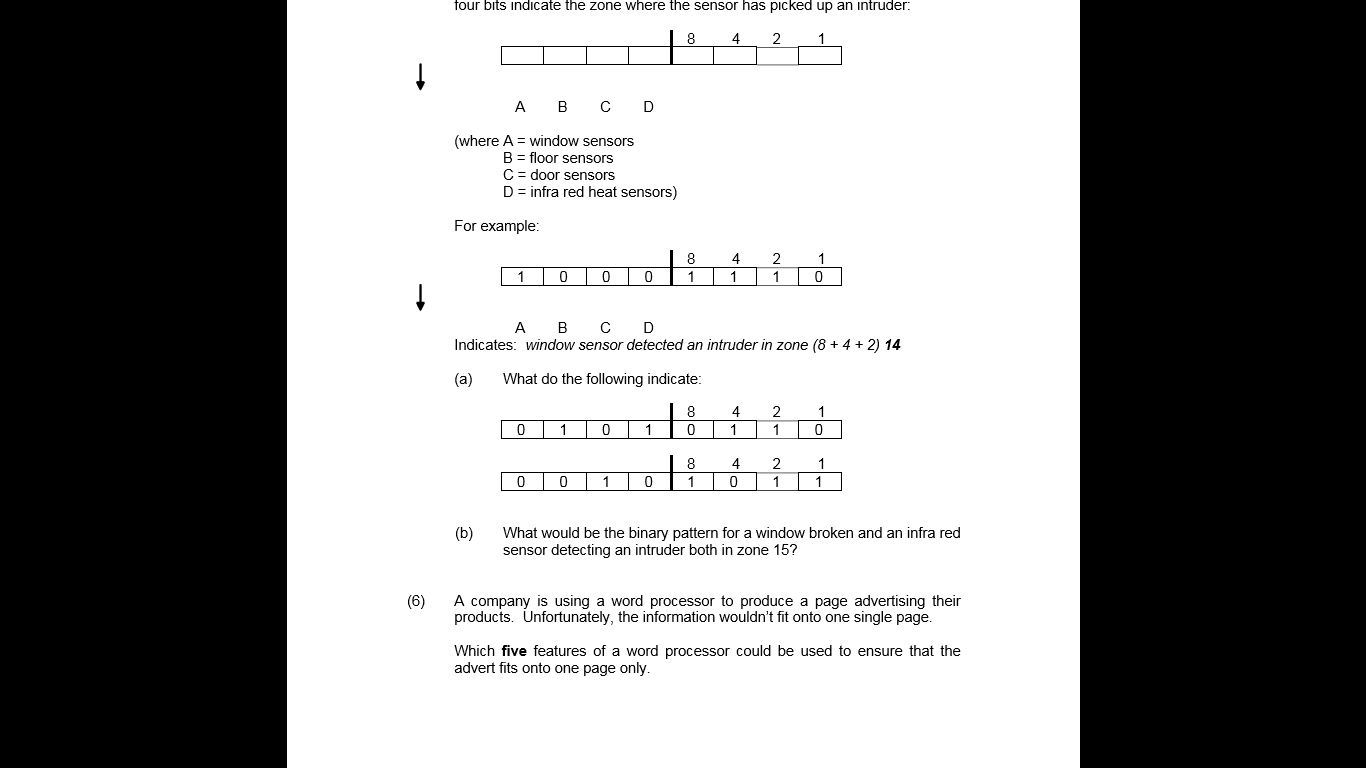 four bits indicate the zone where the sensor has picked up an intruder:
8 4 2 1
A B C D
(where A = window sensors
B = floor sensors
C = door sensors
D = infra red heat sensors)
For example:
8 4 2 1
1 0 0 0 1 1 1 0
A B C D
Indicates: window sensor detected an intruder in zone (8 + 4 + 2) 14
(a) What do the following indicate:
8 4 2 1
0 1 0 1 0 1 1 0
8 4 2 1
0 0 1 0 1 0 1 1
(b) What would be the binary pattern for a window broken and an infra red
sensor detecting an intruder both in zone 15?
(6) A company is using a word processor to produce a page advertising their
products. Unfortunately, the information wouldn't fit onto one single page.
Which five features of a word processor could be used to ensure that the
advert fits onto one page only.